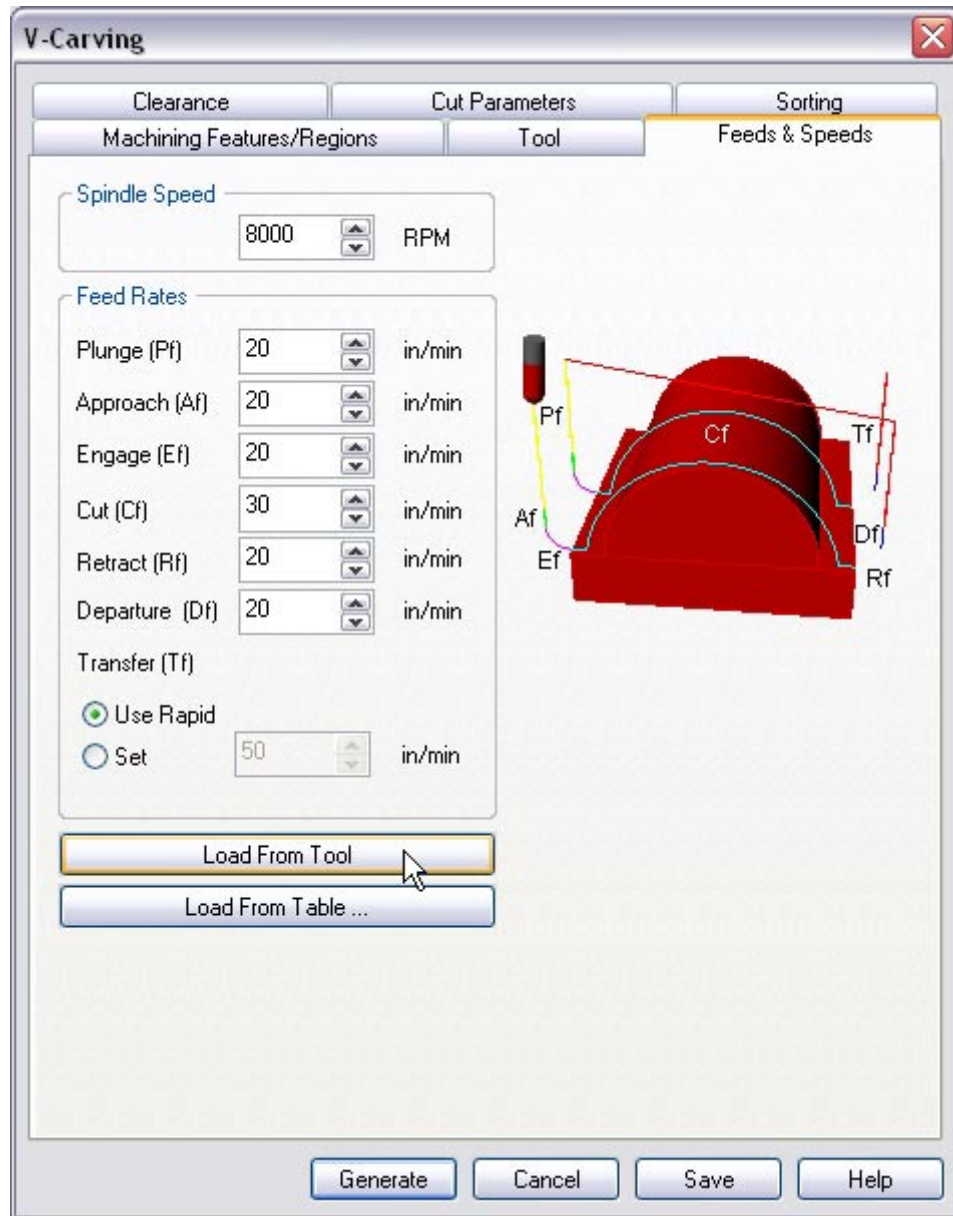 V-Carving
Clearance Cut Parameters Sorting
Machining Features/Regions Tool Feeds & Speeds
Spindle Speed
8000 RPM
Feed Rates
Plunge (Pf) 20 in/min
Approach (Af) 20 in/min
Engage (Ef) 20 in/min
Cut (Cf) 30 in/min
Retract (Rf) 20 in/min
Departure (Df) 20 in/min
Transfer (Tf)
Use Rapid
Set 50 in/min
Pf Cf Tf
Af Df
Ef Rf
Load From Tool
Load From Table ...
Generate Cancel Save Help